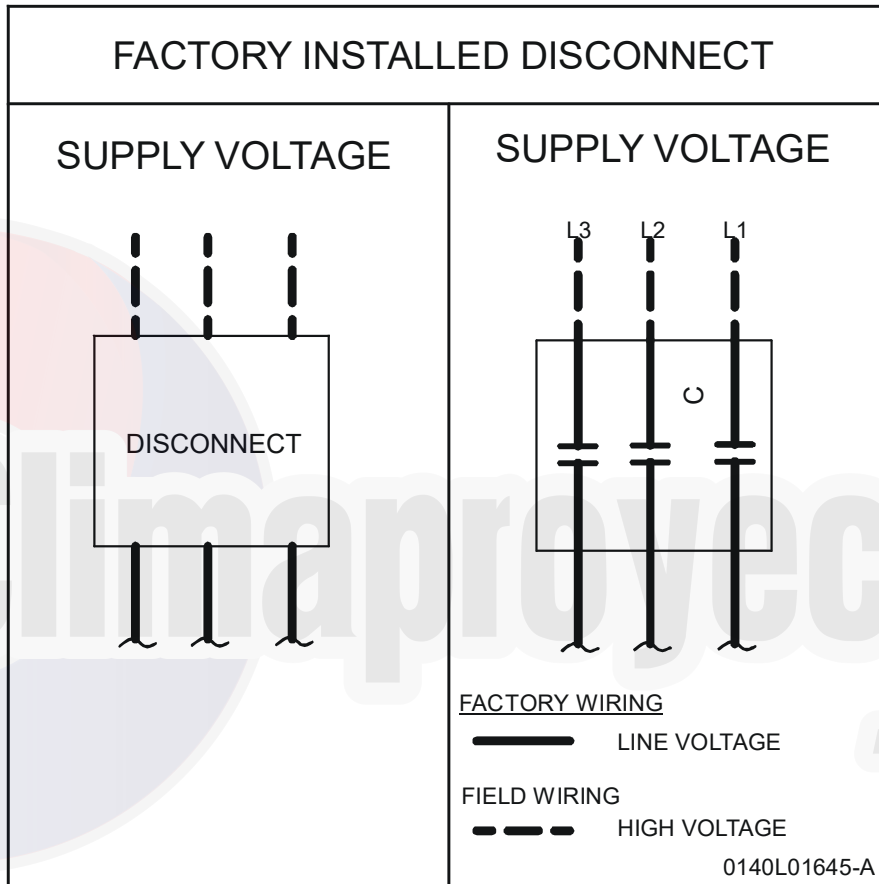 FACTORY INSTALLED DISCONNECT
SUPPLY VOLTAGE
DISCONNECT
SUPPLY VOLTAGE
L3 L2 L1
C
FACTORY WIRING
LINE VOLTAGE
FIELD WIRING
HIGH VOLTAGE
0140L01645-A
climaproyec